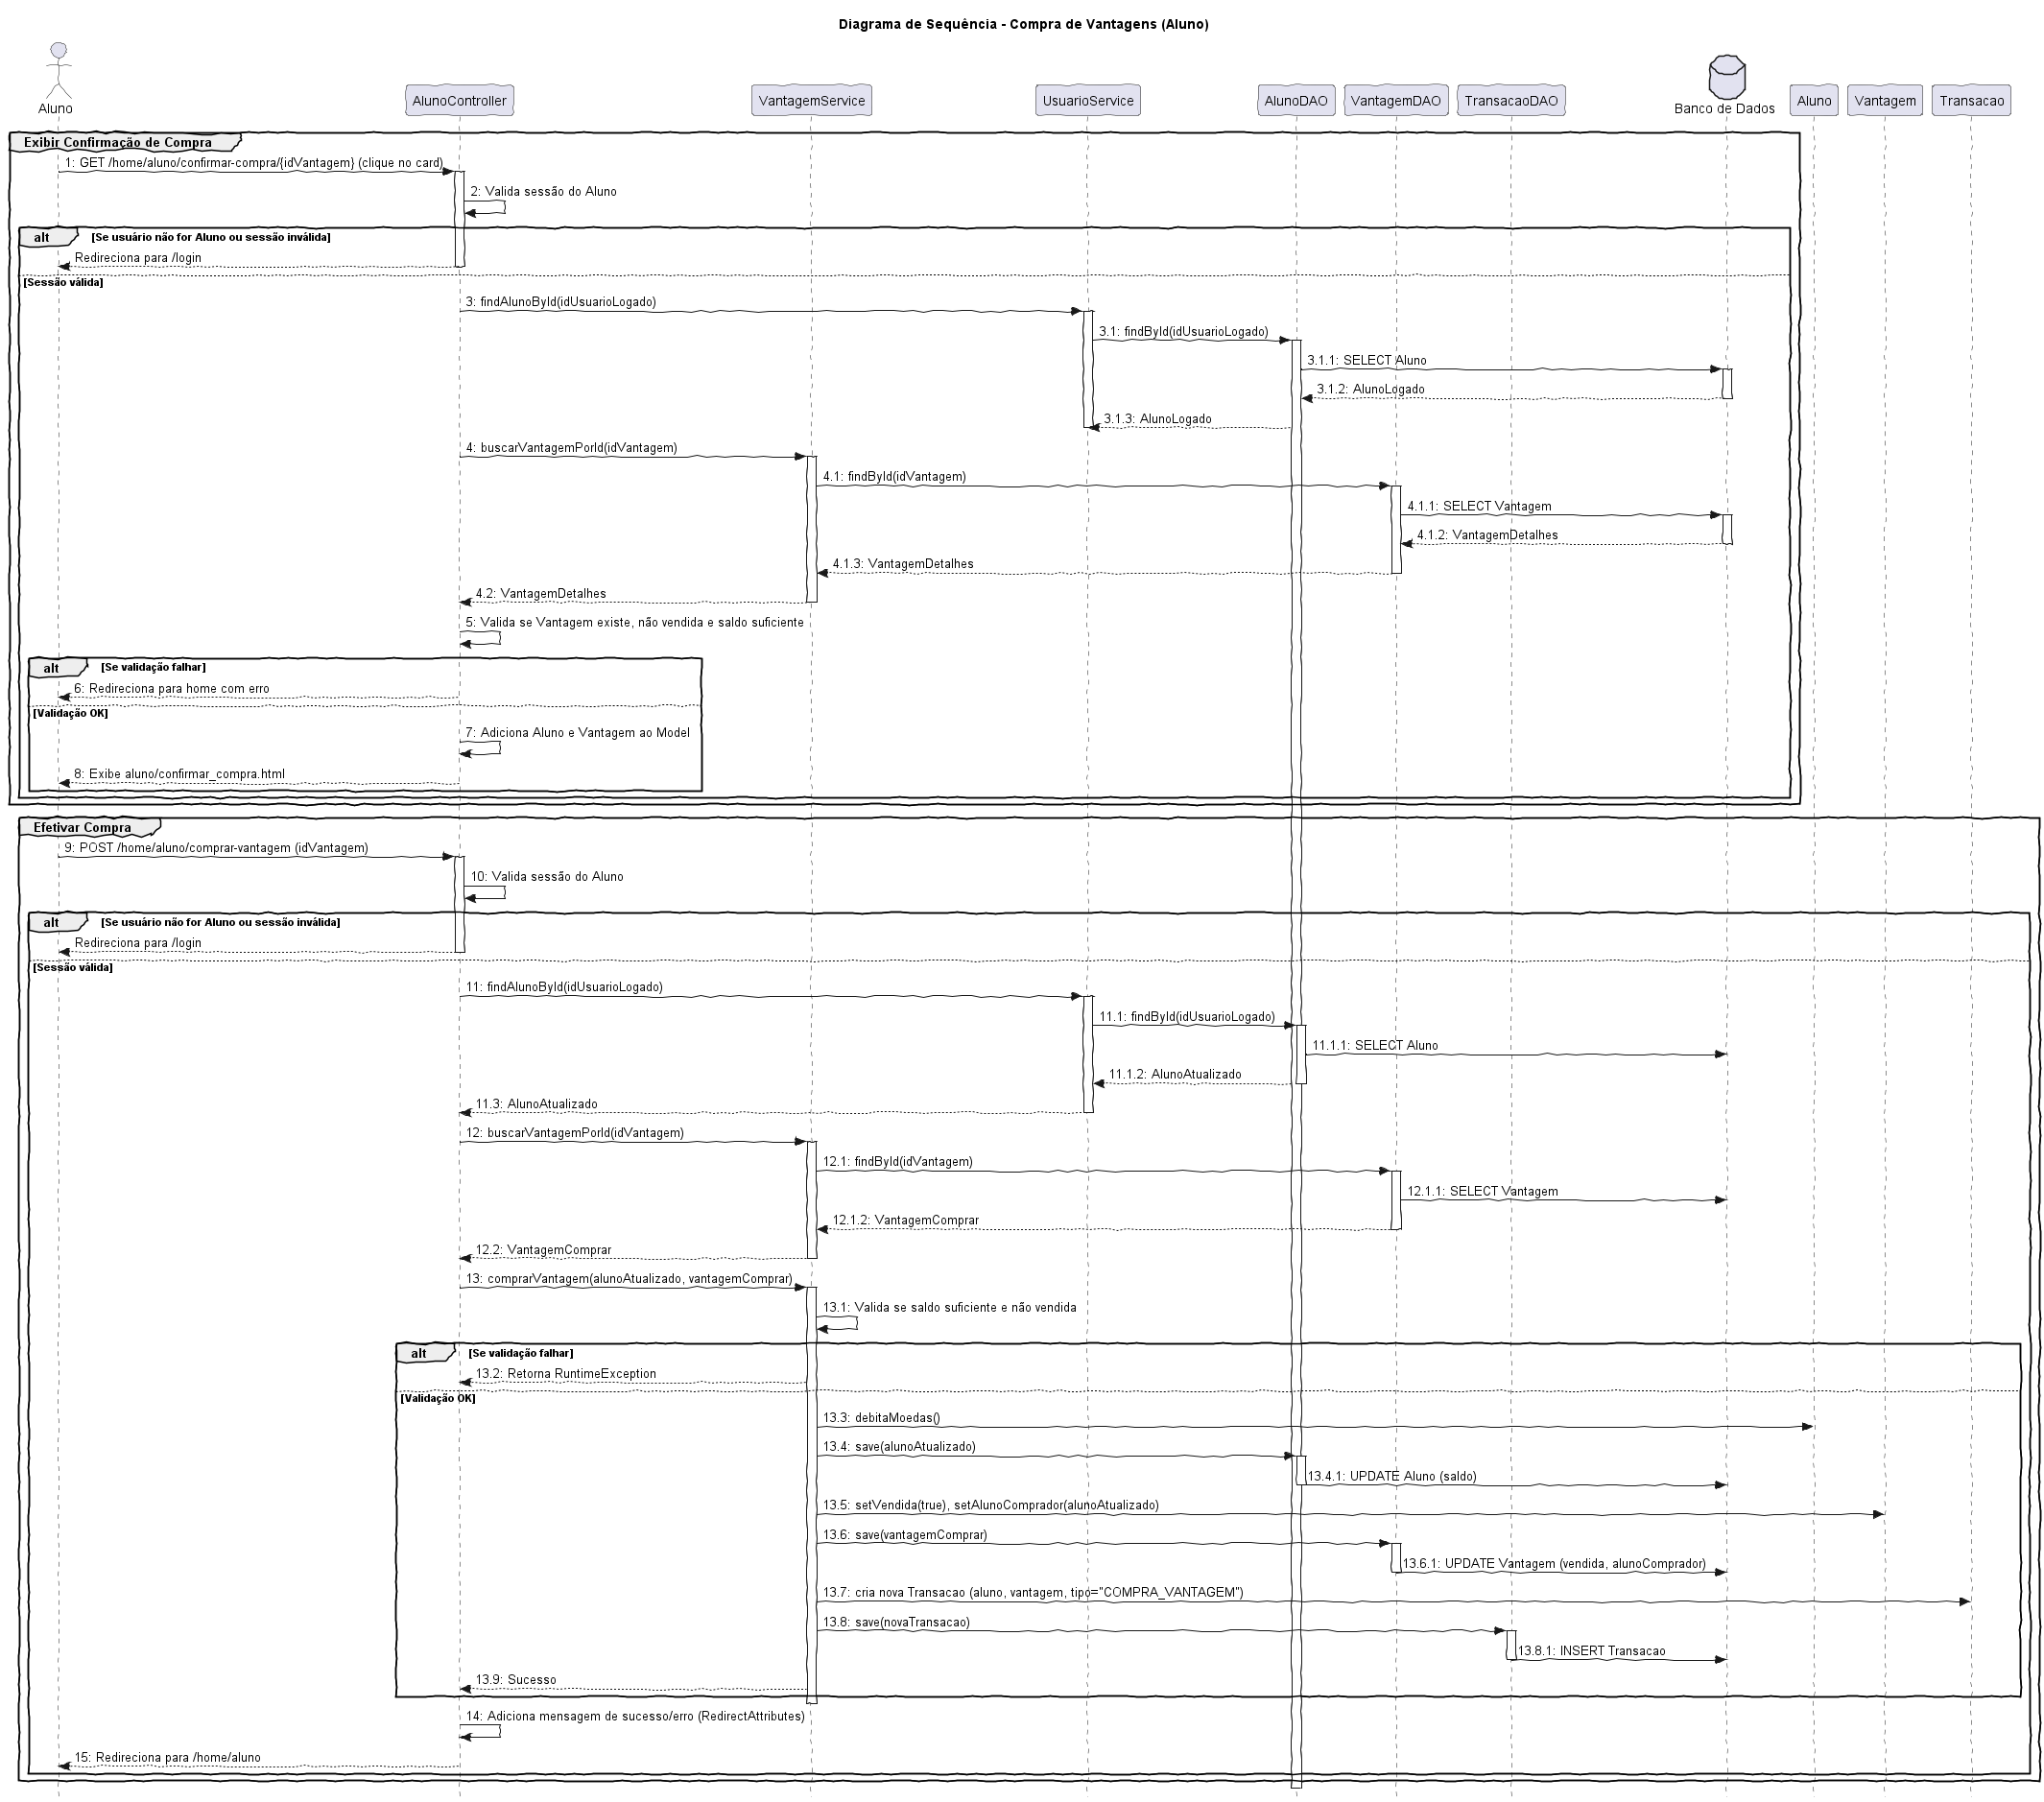 Diagrama de Sequência - Compra de Vantagens (Aluno)
Aluno
AlunoController
VantagemService
UsuarioService
AlunoDAO
VantagemDAO
TransacaoDAO
Banco de Dados
Aluno
Vantagem
Transacao
Exibir Confirmação de Compra
1: GET /home/aluno/confirmar-compra/{idVantagem} (clique no card)
2: Valida sessão do Aluno
alt [Se usuário não for Aluno ou sessão inválida]
Redireciona para /login
[Sessão válida]
3: findAlunoById(idUsuarioLogado)
3.1: findById(idUsuarioLogado)
3.1.1: SELECT Aluno
3.1.2: AlunoLogado
3.1.3: AlunoLogado
4: buscarVantagemPorId(idVantagem)
4.1: findById(idVantagem)
4.1.1: SELECT Vantagem
4.1.2: VantagemDetalhes
4.1.3: VantagemDetalhes
4.2: VantagemDetalhes
5: Valida se Vantagem existe, não vendida e saldo suficiente
alt [Se validação falhar]
6: Redireciona para home com erro
[Validação OK]
7: Adiciona Aluno e Vantagem ao Model
8: Exibe aluno/confirmar_compra.html
Efetivar Compra
9: POST /home/aluno/comprar-vantagem (idVantagem)
10: Valida sessão do Aluno
alt [Se usuário não for Aluno ou sessão inválida]
Redireciona para /login
[Sessão válida]
11: findAlunoById(idUsuarioLogado)
11.1: findById(idUsuarioLogado)
11.1.1: SELECT Aluno
11.1.2: AlunoAtualizado
11.3: AlunoAtualizado
12: buscarVantagemPorId(idVantagem)
12.1: findById(idVantagem)
12.1.1: SELECT Vantagem
12.1.2: VantagemComprar
12.2: VantagemComprar
13: comprarVantagem(alunoAtualizado, vantagemComprar)
13.1: Valida se saldo suficiente e não vendida
alt [Se validação falhar]
13.2: Retorna RuntimeException
[Validação OK]
13.3: debitaMoedas()
13.4: save(alunoAtualizado)
13.4.1: UPDATE Aluno (saldo)
13.5: setVendida(true), setAlunoComprador(alunoAtualizado)
13.6: save(vantagemComprar)
13.6.1: UPDATE Vantagem (vendida, alunoComprador)
13.7: cria nova Transacao (aluno, vantagem, tipo="COMPRA_VANTAGEM")
13.8: save(novaTransacao)
13.8.1: INSERT Transacao
13.9: Sucesso
14: Adiciona mensagem de sucesso/erro (RedirectAttributes)
15: Redireciona para /home/aluno